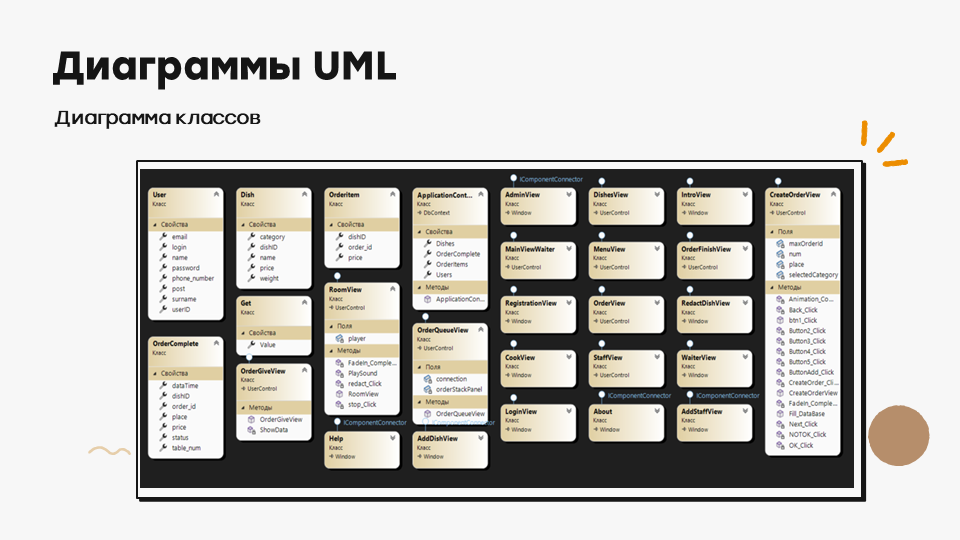 Диаграммы UML
Диаграмма классов
User
Класс
Свойства
email
login
name
password
phone_number
post
surname
userID
OrderComplete
Класс
Свойства
dataTime
dishID
order_id
place
price
status
table_num
Dish
Класс
Свойства
category
dishID
name
price
weight
Get
Класс
Свойства
Value
OrderGiveView
Класс
→ UserControl
Методы
OrderGiveView
ShowData
OrderItem
Класс
Свойства
dishID
order_id
price
RoomView
Класс
→ UserControl
Поля
player
Методы
FadeIn_Comple...
PlaySound
redact_Click
RoomView
stop_Click
IComponentConnector
Help
Класс
→ Window
ApplicationCont...
Класс
→ DbContext
Свойства
Dishes
OrderComplete
OrderItems
Users
Методы
ApplicationCon...
OrderQueueView
Класс
→ UserControl
Поля
connection
orderStackPanel
Методы
OrderQueueView
IComponentConnector
AddDishView
Класс
→ Window
IComponentConnector
AdminView
Класс
→ Window
MainViewWaiter
Класс
→ UserControl
RegistrationView
Класс
→ Window
CookView
Класс
→ Window
LoginView
Класс
→ Window
DishesView
Класс
→ UserControl
MenuView
Класс
→ UserControl
OrderView
Класс
→ UserControl
StaffView
Класс
→ UserControl
IComponentConnector
About
Класс
→ Window
IntroView
Класс
→ Window
OrderFinishView
Класс
→ UserControl
RedactDishView
Класс
→ Window
WaiterView
Класс
→ Window
IComponentConnector
AddStaffView
Класс
→ Window
CreateOrderView
Класс
→ UserControl
Поля
maxOrderId
num
place
selectedCategory
Методы
Animation_Co...
Back_Click
btn1_Click
Button2_Click
Button3_Click
Button4_Click
Button5_Click
ButtonAdd_Click
CreateOrder_Cli...
CreateOrderView
FadeIn_Comple...
Fill_DataBase
Next_Click
NOTOK_Click
OK_Click